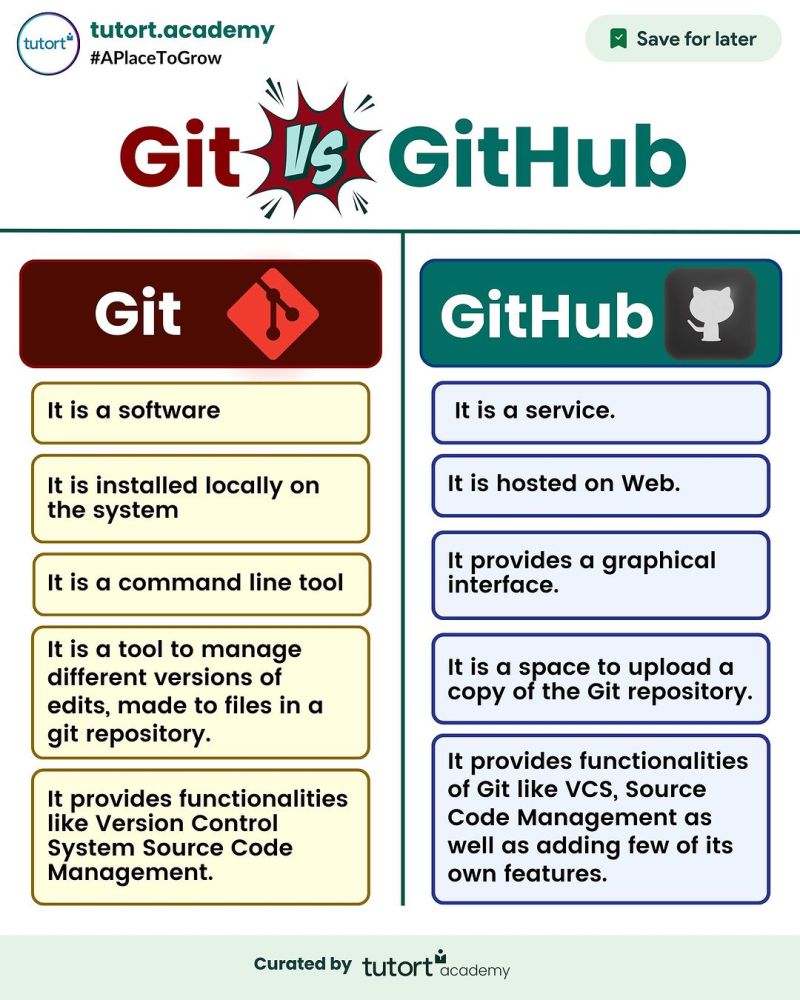 tutort
tutort.academy
#APlaceToGrow
Save for later
Git VS GitHub
Git
It is a software
It is installed locally on
the system
It is a command line tool
It is a tool to manage
different versions of
edits, made to files in a
git repository.
It provides functionalities
like Version Control
System Source Code
Management.
GitHub
It is a service.
It is hosted on Web.
It provides a graphical
interface.
It is a space to upload a
copy of the Git repository.
It provides functionalities
of Git like VCS, Source
Code Management as
well as adding few of its
own features.
Curated by tutort academy